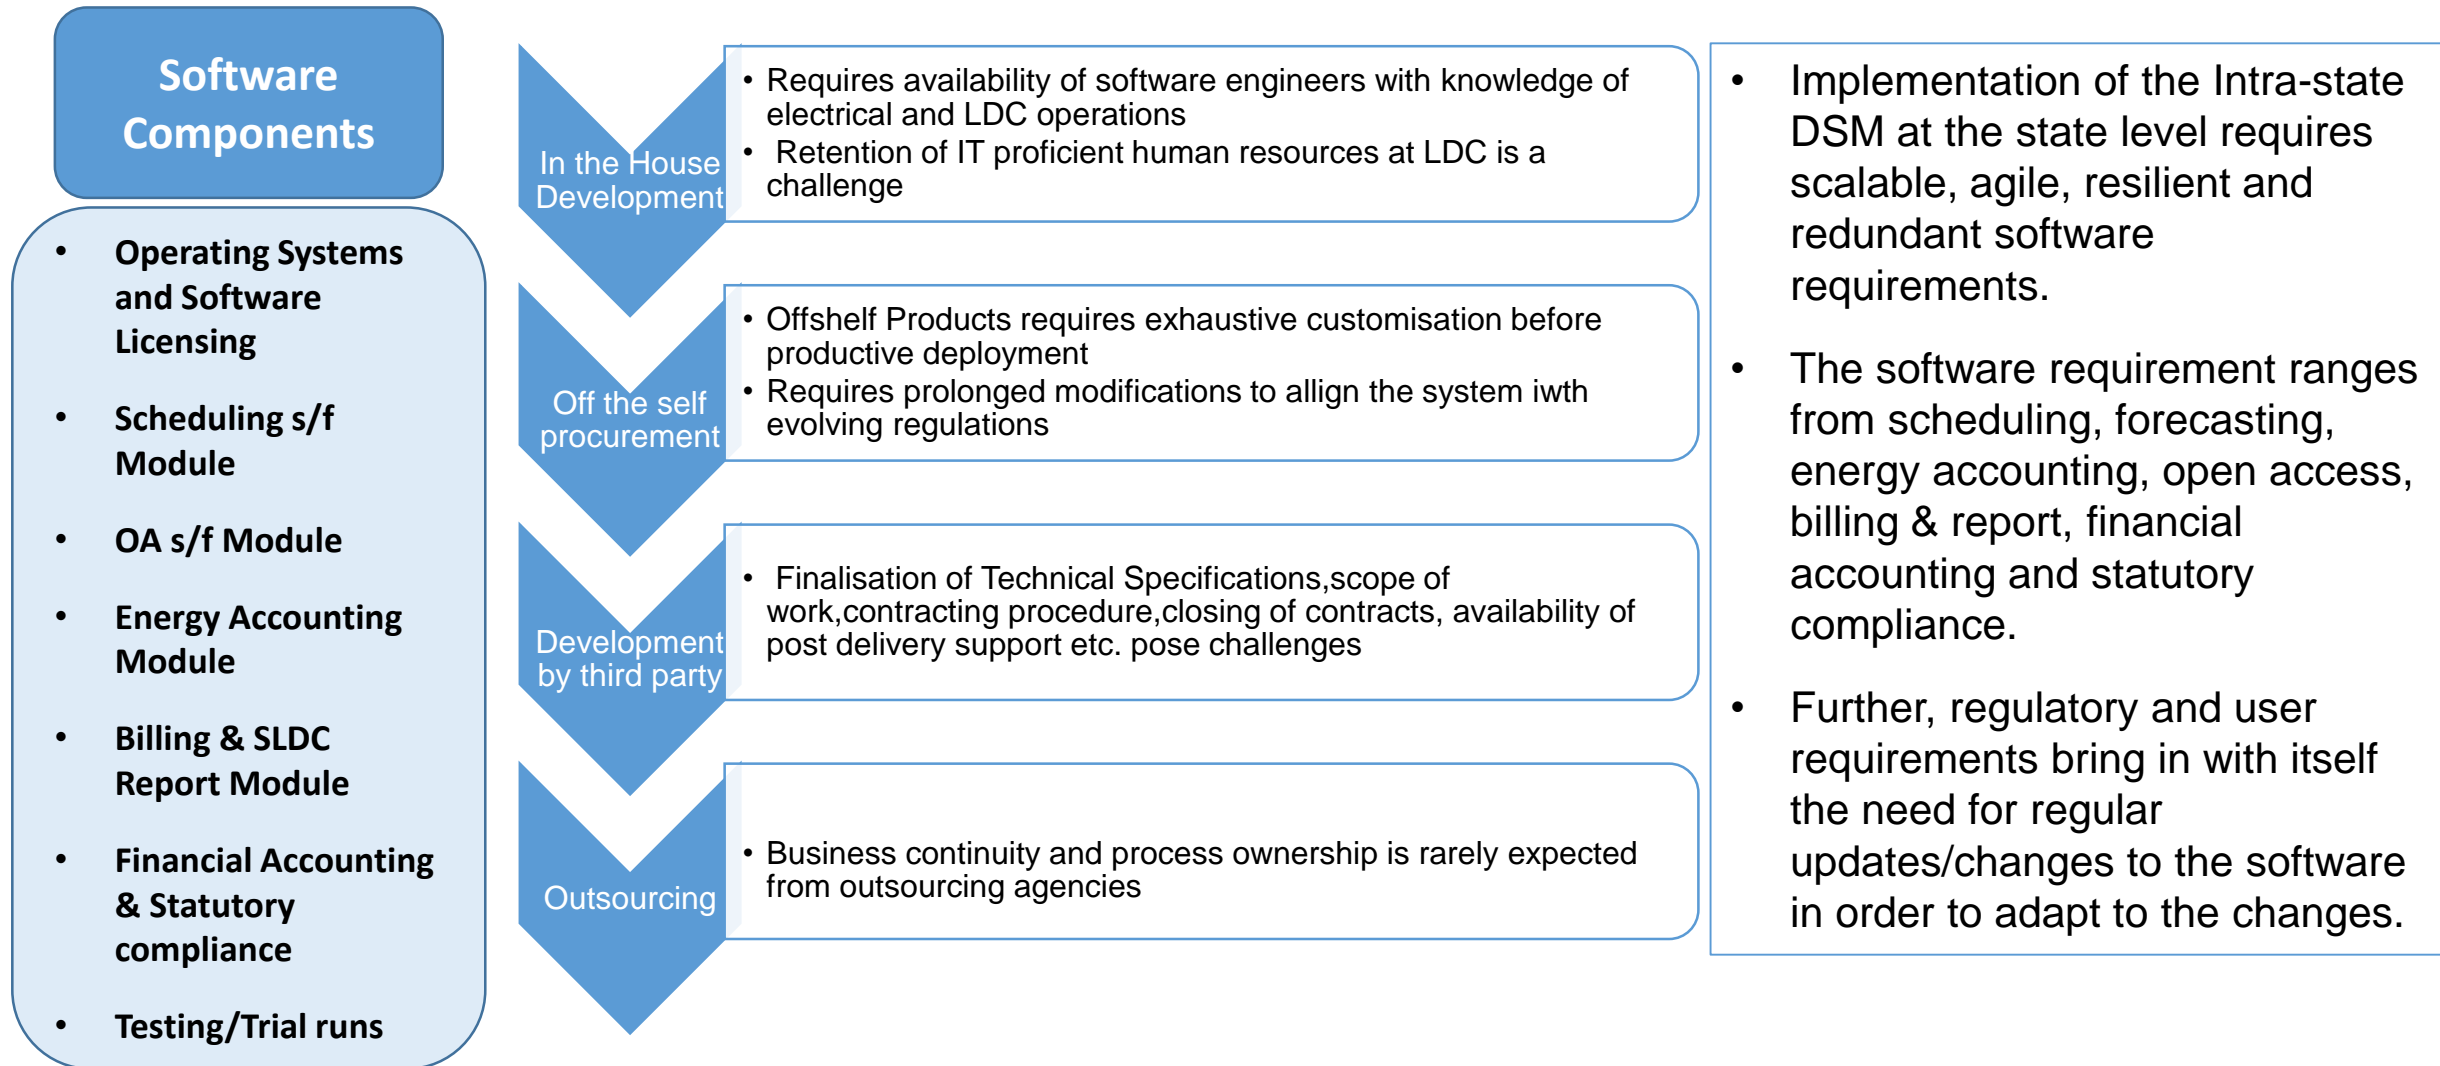 Software
Components
• Operating Systems
and Software
Licensing
• Scheduling s/f
Module
• OA s/f Module
• Energy Accounting
Module
• Billing & SLDC
Report Module
• Financial Accounting
& Statutory
compliance
• Testing/Trial runs
In the House
Development
• Requires availability of software engineers with knowledge of
electrical and LDC operations
• Retention of IT proficient human resources at LDC is a
challenge
Off the self
procurement
• Offshelf Products requires exhaustive customisation before
productive deployment
• Requires prolonged modifications to allign the system iwth
evolving regulations
Development
by third party
• Finalisation of Technical Specifications,scope of
work,contracting procedure,closing of contracts, availability of
post delivery support etc. pose challenges
Outsourcing
• Business continuity and process ownership is rarely expected
from outsourcing agencies
• Implementation of the Intra-state
DSM at the state level requires
scalable, agile, resilient and
redundant software
requirements.
• The software requirement ranges
from scheduling, forecasting,
energy accounting, open access,
billing & report, financial
accounting and statutory
compliance.
• Further, regulatory and user
requirements bring in with itself
the need for regular
updates/changes to the software
in order to adapt to the changes.